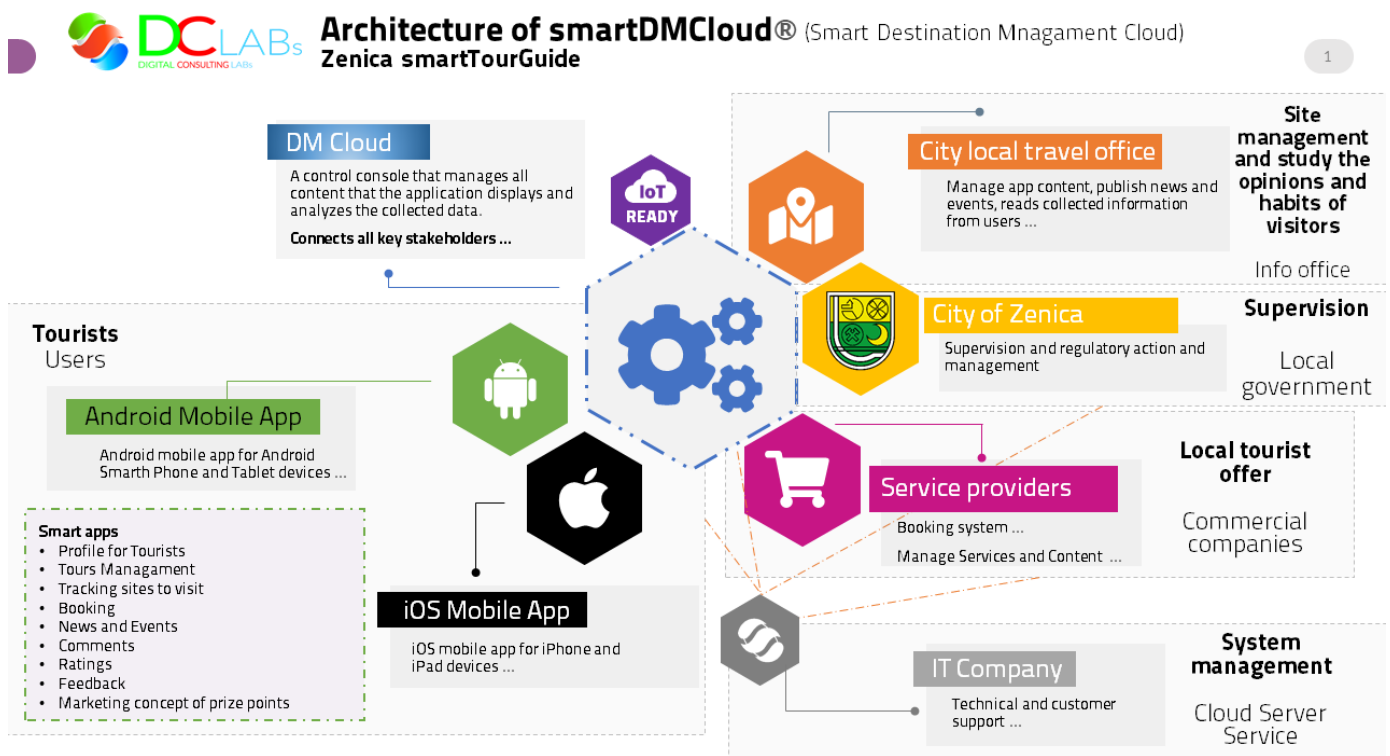 DCLABs
DIGITAL CONSULTING LABs
Architecture of smartDMCloud® (Smart Destination Mnagament Cloud)
Zenica smartTourGuide
1
DM Cloud
A control console that manages all
content that the application displays and
analyzes the collected data.
Connects all key stakeholders ...
IoT
READY
City local travel office
Manage app content, publish news and
events, reads collected information
from users ...
Site
management
and study the
opinions and
habits of
visitors
Info office
City of Zenica
Supervision and regulatory action and
management
Supervision
Local
government
Tourists
Users
Android Mobile App
Android mobile app for Android
Smarth Phone and Tablet devices ...
Smart apps
• Profile for Tourists
• Tours Managament
• Tracking sites to visit
• Booking
• News and Events
• Comments
• Ratings
• Feedback
• Marketing concept of prize points
iOS Mobile App
iOS mobile app for iPhone and
iPad devices ...
Service providers
Booking system ...
Manage Services and Content ...
Local tourist
offer
Commercial
companies
IT Company
Technical and customer
support ...
System
management
Cloud Server
Service